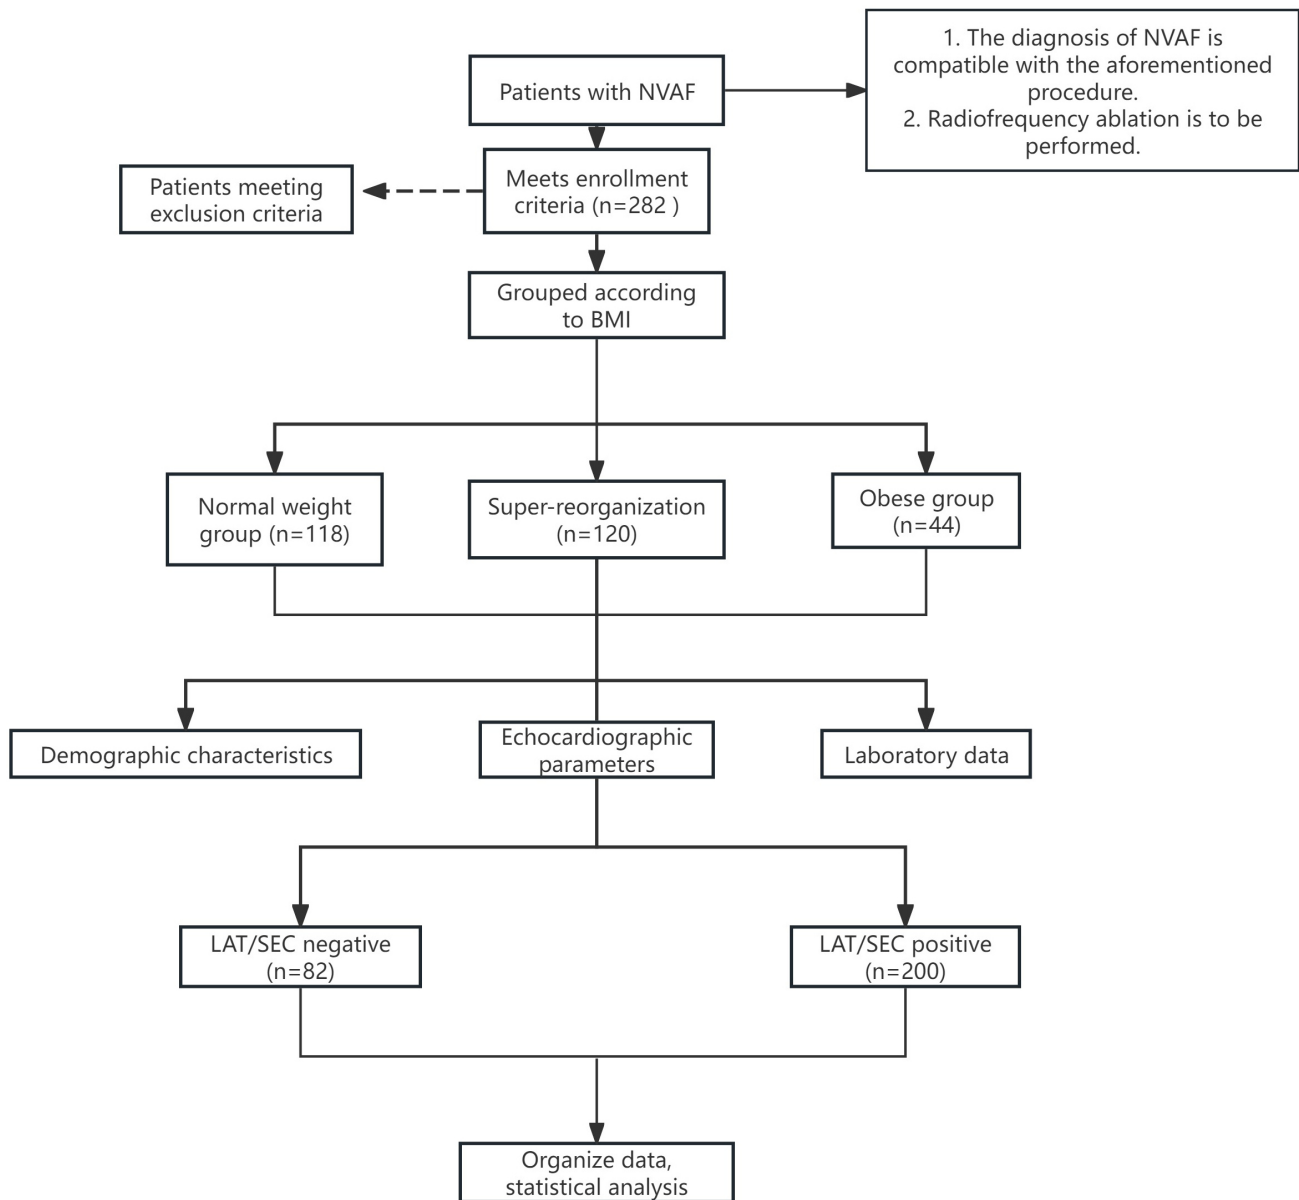 1. The diagnosis of NVAF is
compatible with the aforementioned
procedure.
2. Radiofrequency ablation is to be
performed.
Patients with NVAF
Meets enrollment
criteria (n=282 )
Patients meeting
exclusion criteria
Grouped according
to BMI
Normal weight
group (n=118)
Super-reorganization
(n=120)
Obese group
(n=44)
Demographic characteristics
Echocardiographic
parameters
Laboratory data
LAT/SEC negative
(n=82)
LAT/SEC positive
(n=200)
Organize data,
statistical analysis